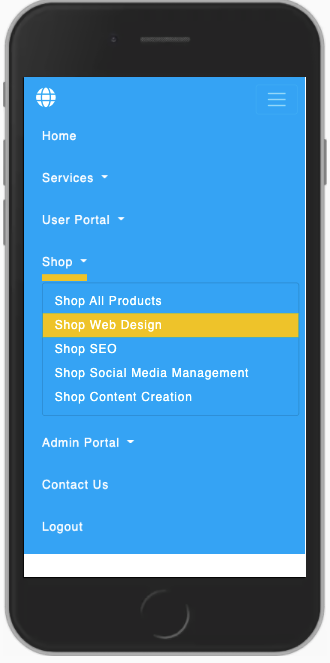 Home
Services
User Portal
Shop
Shop All Products
Shop Web Design
Shop SEO
Shop Social Media Management
Shop Content Creation
Admin Portal
Contact Us
Logout